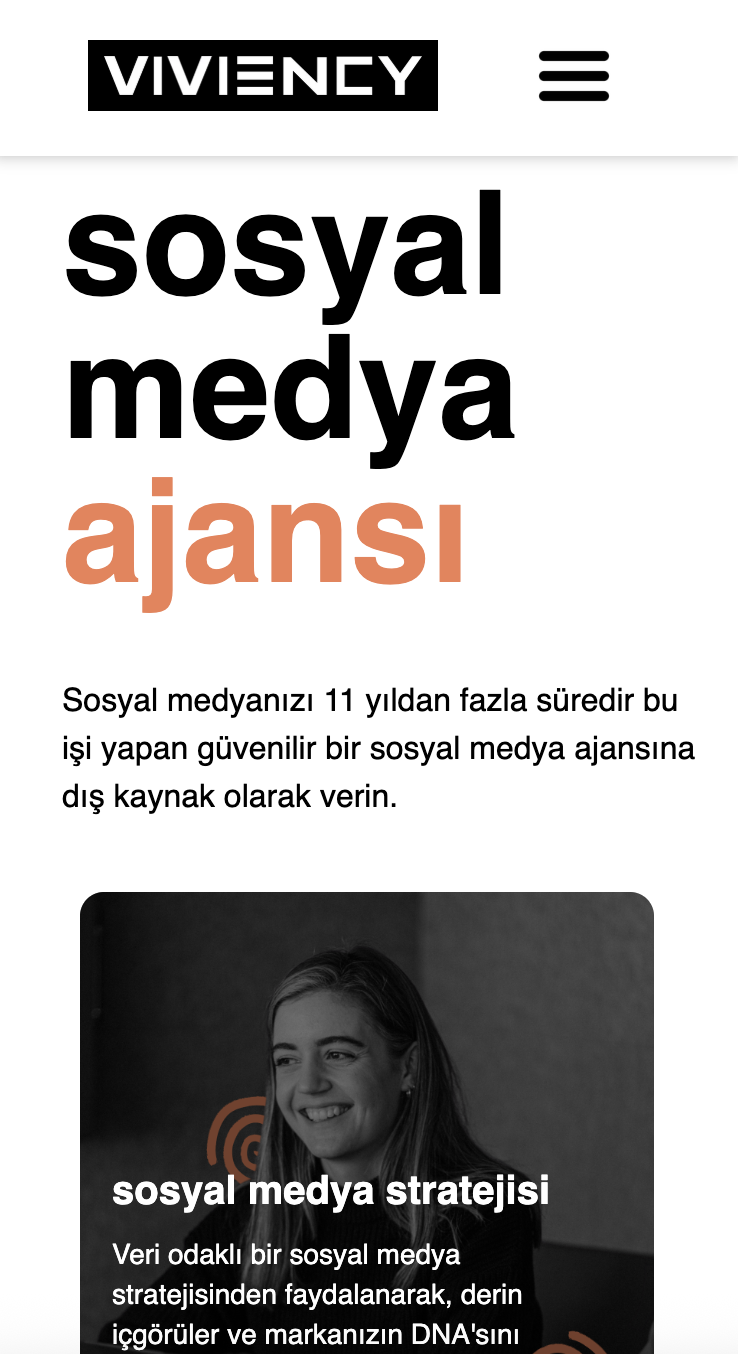 VIVIENCY
sosyal
medya
ajansı
Sosyal medyanızı 11 yıldan fazla süredir bu
işi yapan güvenilir bir sosyal medya ajansına
dış kaynak olarak verin.
sosyal medya stratejisi
Veri odaklı bir sosyal medya
stratejisinden faydalanarak, derin
içgörüler ve markanızın DNA'sını